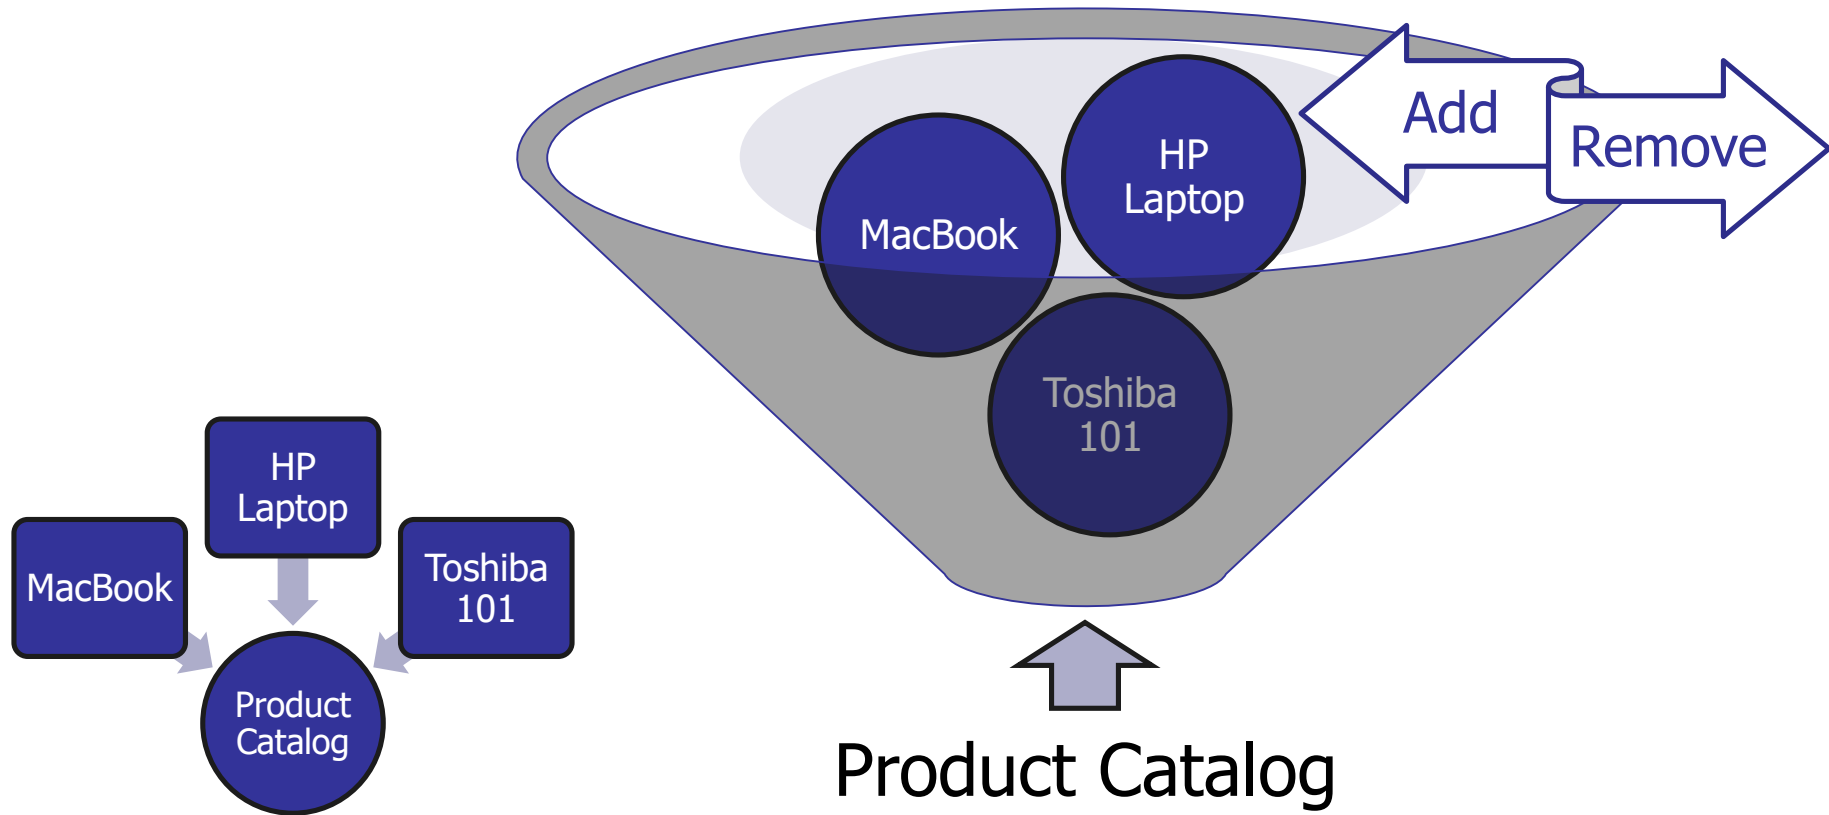 HP
Laptop
MacBook
Toshiba
101
Product
Catalog
Add
Remove
HP
Laptop
MacBook
Toshiba
101
Product Catalog